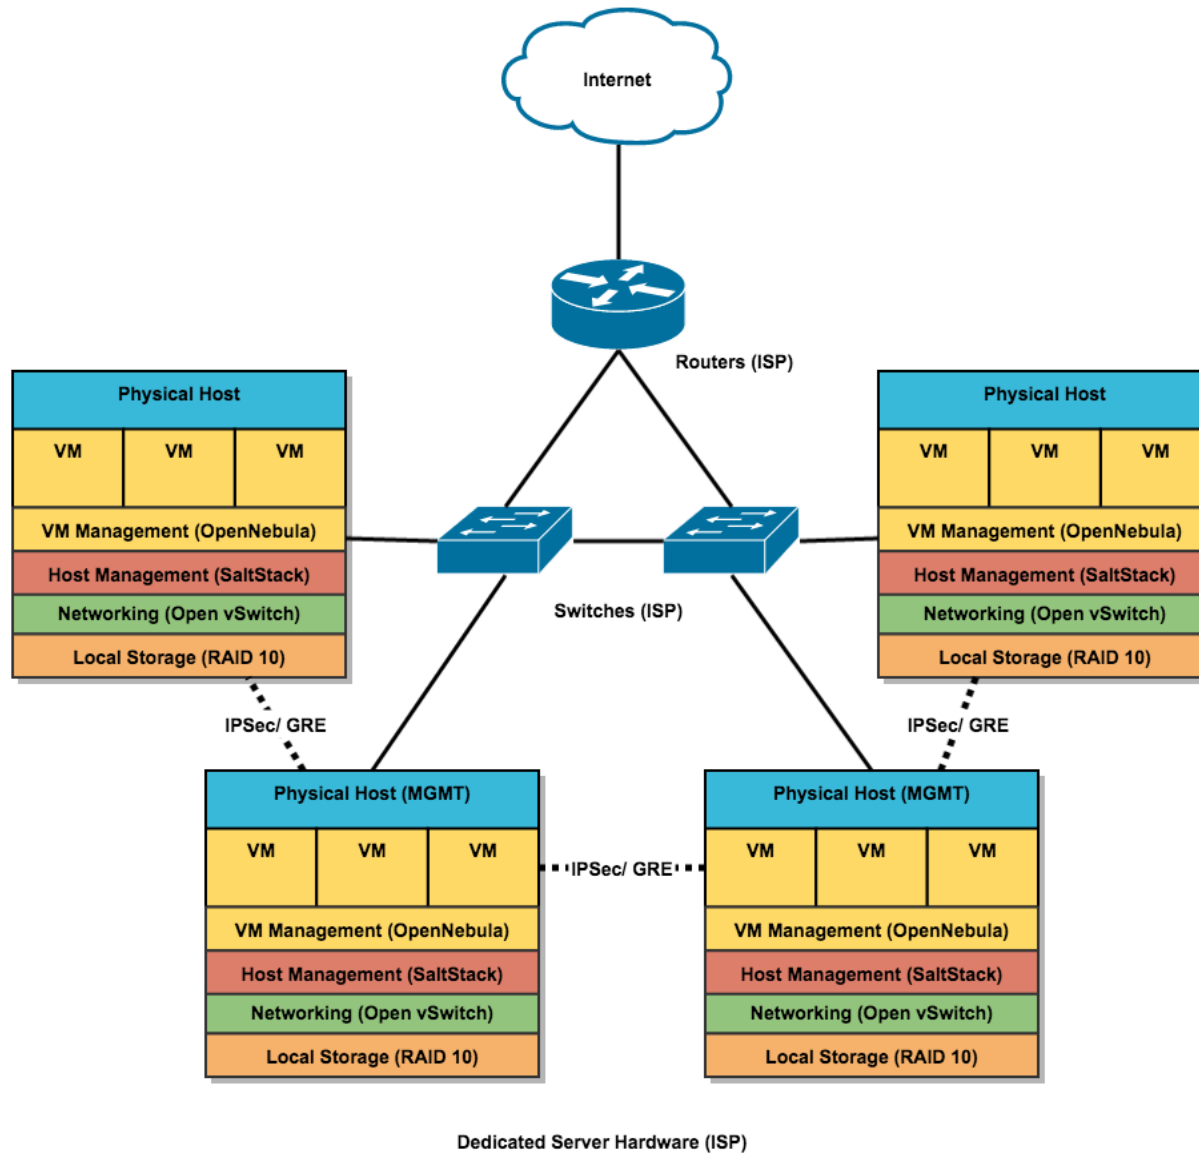 Internet
Routers (ISP)
Physical Host
VM VM VM
VM Management (OpenNebula)
Host Management (SaltStack)
Networking (Open vSwitch)
Local Storage (RAID 10)
Physical Host
VM VM VM
VM Management (OpenNebula)
Host Management (SaltStack)
Networking (Open vSwitch)
Local Storage (RAID 10)
Switches (ISP)
IPSec/ GRE
IPSec/ GRE
Physical Host (MGMT)
VM VM VM
VM Management (OpenNebula)
Host Management (SaltStack)
Networking (Open vSwitch)
Local Storage (RAID 10)
IPSec/ GRE
Physical Host (MGMT)
VM VM VM
VM Management (OpenNebula)
Host Management (SaltStack)
Networking (Open vSwitch)
Local Storage (RAID 10)
Dedicated Server Hardware (ISP)